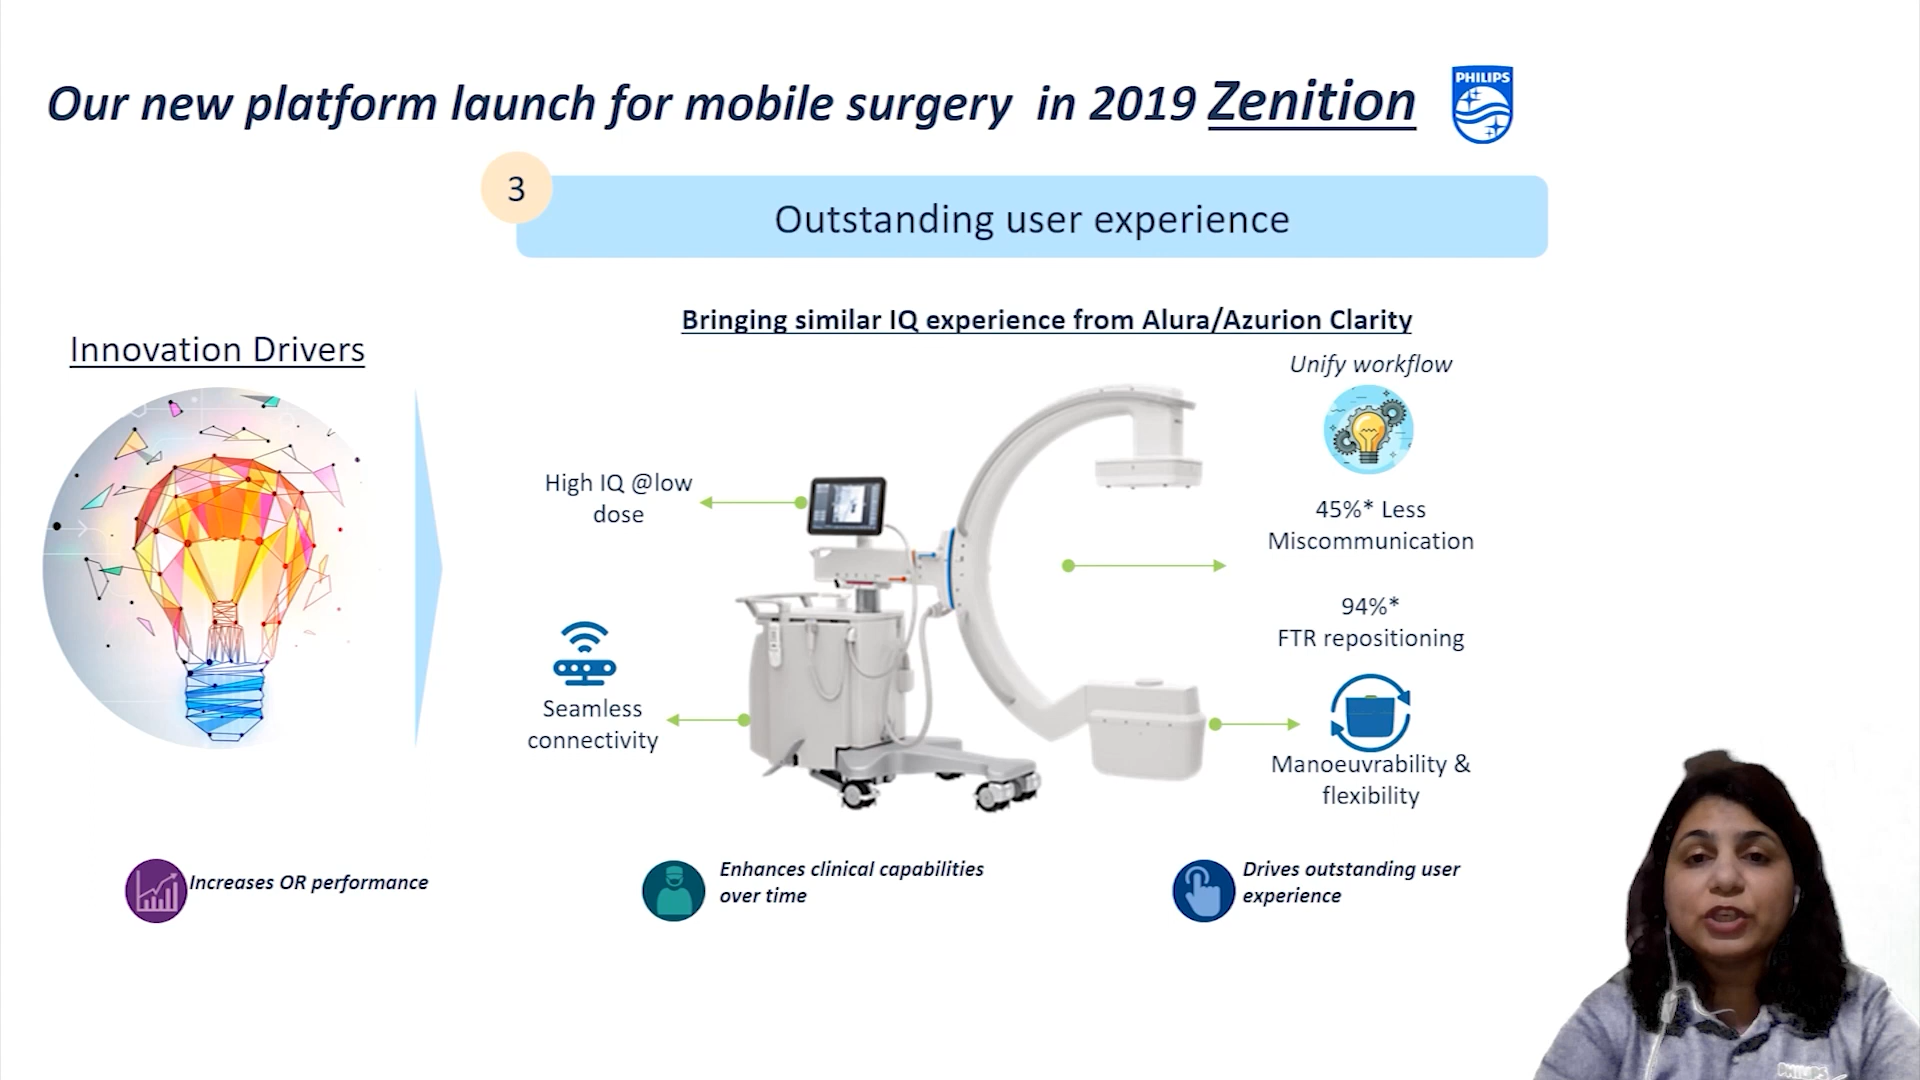 Our new platform launch for mobile surgery in 2019 Zenition
PHILIPS
3
Outstanding user experience
Bringing similar IQ experience from Alura/Azurion Clarity
Innovation Drivers
Unify workflow
High IQ @low
dose
45%* Less
Miscommunication
94%*
FTR repositioning
Seamless
connectivity
Manoeuvrability &
flexibility
Increases OR performance
Enhances clinical capabilities
over time
Drives outstanding user
experience
PHILIPS